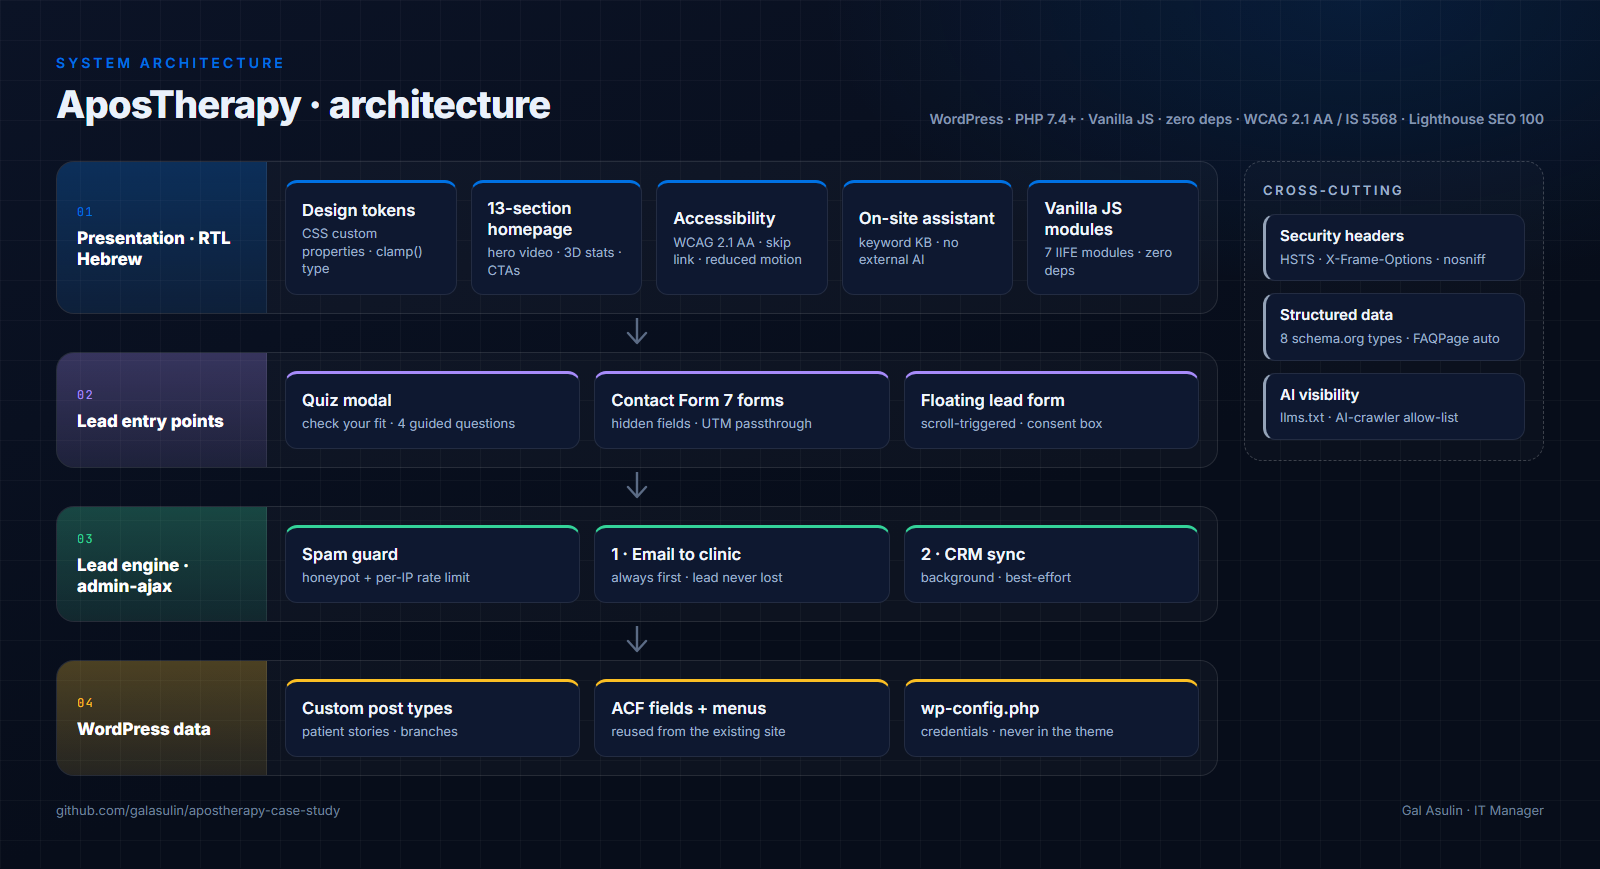 SYSTEM ARCHITECTURE
AposTherapy · architecture
WordPress · PHP 7.4+ · Vanilla JS · zero deps · WCAG 2.1 AA / IS 5568 · Lighthouse SEO 100
01
Presentation · RTL
Hebrew
Design tokens
CSS custom
properties · clamp()
type
13-section
homepage
hero video · 3D stats ·
CTAs
Accessibility
WCAG 2.1 AA · skip
link · reduced motion
On-site assistant
keyword KB · no
external AI
Vanilla JS
modules
7 IIFE modules · zero
deps
02
Lead entry points
Quiz modal
check your fit · 4 guided questions
Contact Form 7 forms
hidden fields · UTM passthrough
Floating lead form
scroll-triggered · consent box
03
Lead engine ·
admin-ajax
Spam guard
honeypot + per-IP rate limit
1 · Email to clinic
always first · lead never lost
2 · CRM sync
background · best-effort
04
WordPress data
Custom post types
patient stories · branches
ACF fields + menus
reused from the existing site
wp-config.php
credentials · never in the theme
CROSS-CUTTING
Security headers
HSTS · X-Frame-Options · nosniff
Structured data
8 schema.org types · FAQPage auto
AI visibility
llms.txt · AI-crawler allow-list
github.com/galasulin/apostherapy-case-study
Gal Asulin · IT Manager